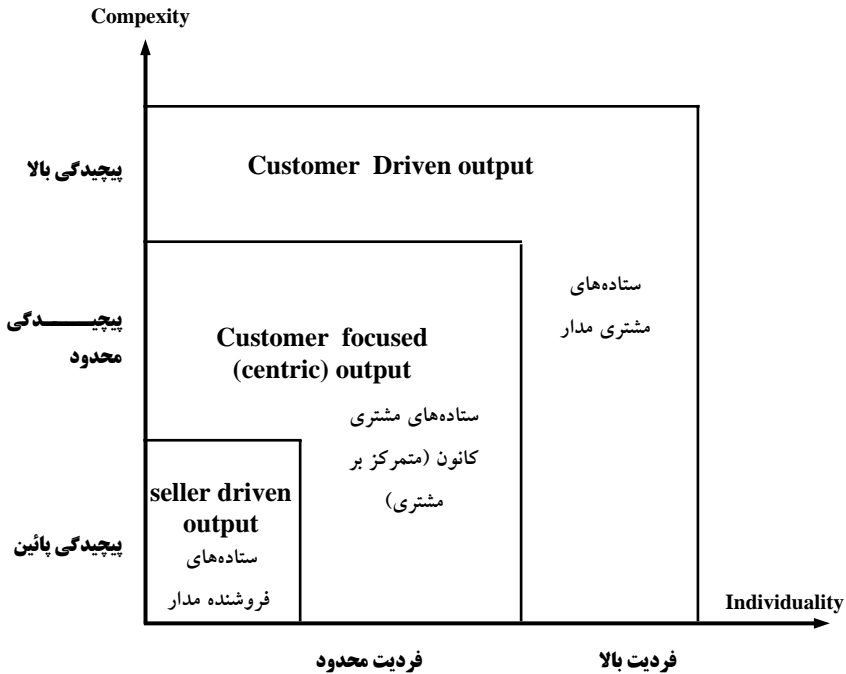 Compexity
پیچیدگی بالا
Customer Driven output
ستاده‌های
مشتری مدار
پیچیــــــدگی
محدود
Customer focused
(centric) output
ستاده‌های مشتری
کانون (متمرکز بر
مشتری)
seller driven
output
ستاده‌های
فروشنده مدار
پیچیدگی پائین
Individuality
فردیت محدود
فردیت بالا